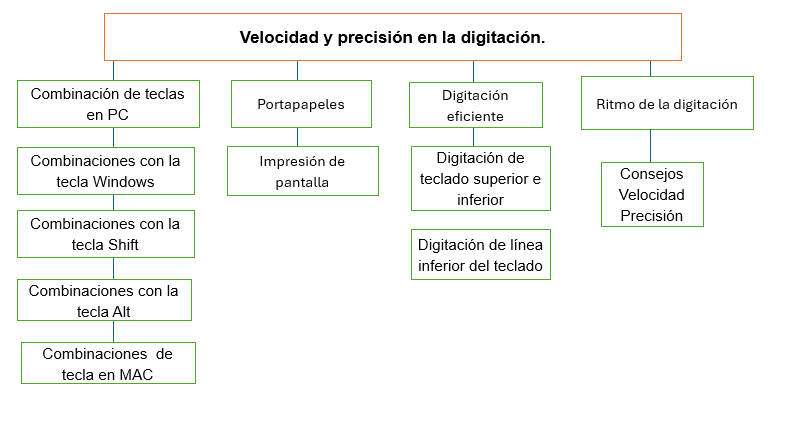 Velocidad y precisión en la digitación.
Combinación de teclas
en PC
Combinaciones con la
tecla Windows
Combinaciones con la
tecla Shift
Combinaciones con la
tecla Alt
Combinaciones de
tecla en MAC
Portapapeles
Impresión de
pantalla
Digitación
eficiente
Digitación de
teclado superior e
inferior
Digitación de línea
inferior del teclado
Ritmo de la digitación
Consejos
Velocidad
Precisión